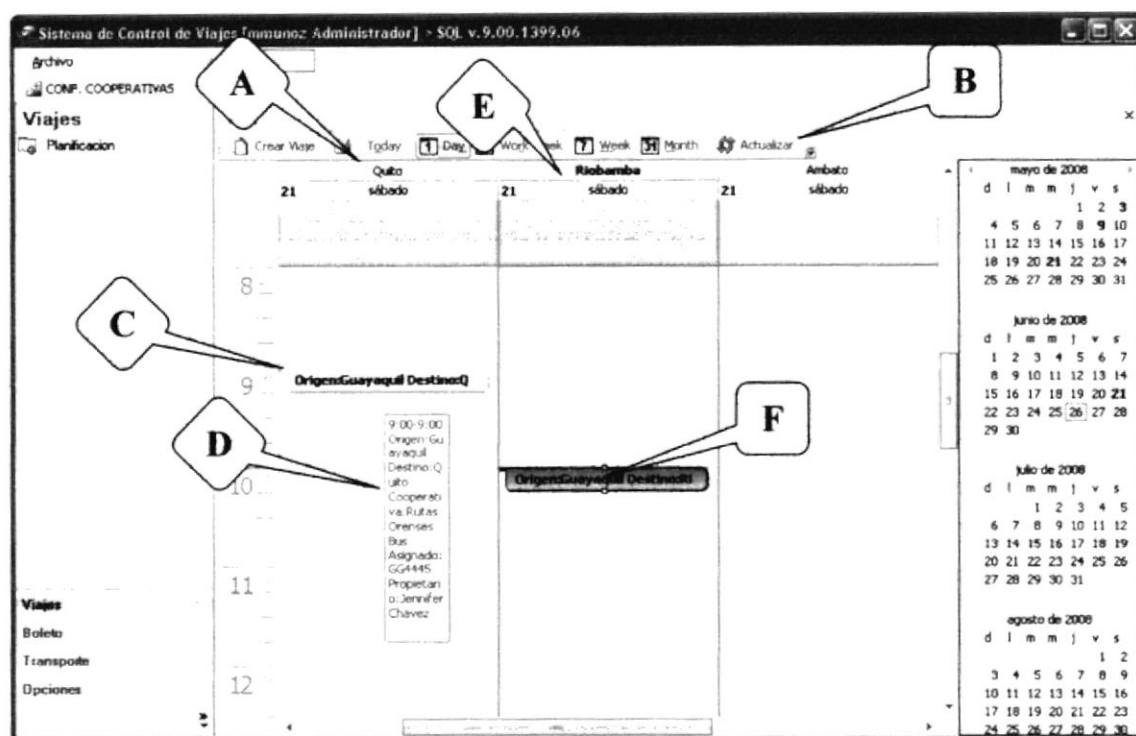 Sistema de Control de Viajes [mmunoz Administrador] > SQL v.9.00.1399.06
Archivo
CONF. COOPERATIVAS
Viajes
Planificacion
A
E
B
Crear Viaje Today 1 Day Work Week 7 Week 31 Month Actualizar
Quito Riobamba Ambato
21 sábado 21 sábado 21 sábado
8
9
10
11
12
C
Origen:Guayaquil Destino:Q
D
9:00-9:00
Origen:Gu
ayaquil
Destino:Q
uito
Cooperati
va:Rutas
Orenses
Bus
Asignado:
GG4445
Propietari
o:Jennifer
Chavez
F
Origen:Guayaquil Destino:Ri
Viajes
Boleto
Transporte
Opciones
mayo de 2008
d l m m j v s
1 2 3
4 5 6 7 8 9 10
11 12 13 14 15 16 17
18 19 20 21 22 23 24
25 26 27 28 29 30 31
junio de 2008
d l m m j v s
1 2 3 4 5 6 7
8 9 10 11 12 13 14
15 16 17 18 19 20 21
22 23 24 25 26 27 28
29 30
julio de 2008
d l m m j v s
1 2 3 4 5
6 7 8 9 10 11 12
13 14 15 16 17 18 19
20 21 22 23 24 25 26
27 28 29 30 31
agosto de 2008
d l m m j v s
1 2
3 4 5 6 7 8 9
10 11 12 13 14 15 16
17 18 19 20 21 22 23
24 25 26 27 28 29 30